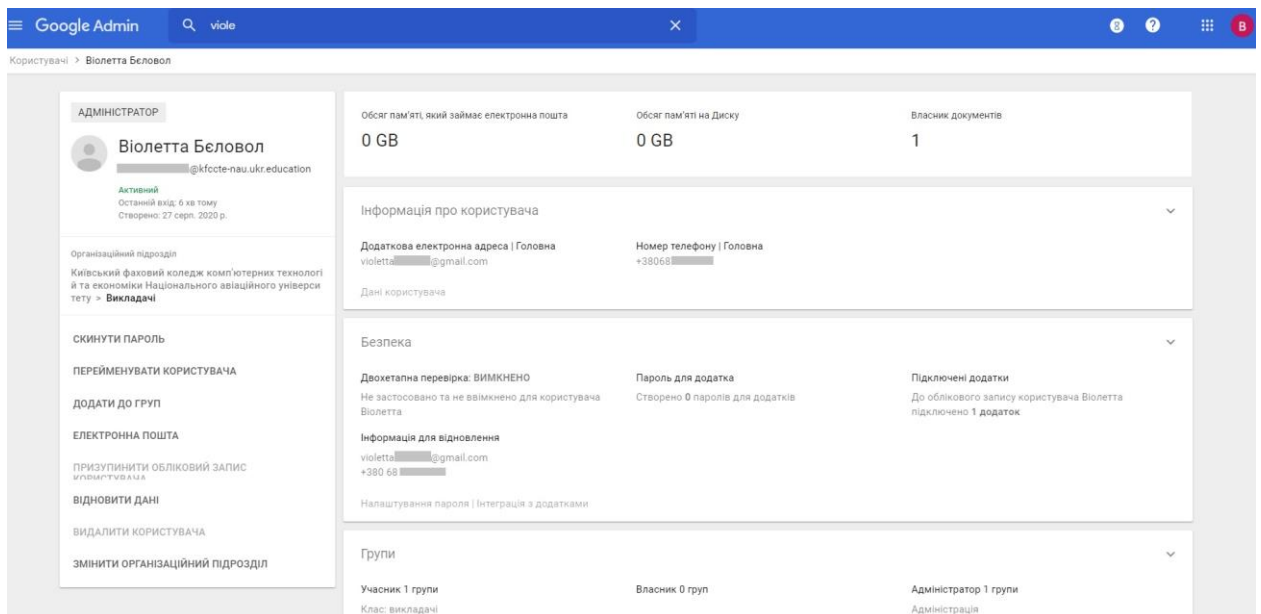 Google Admin
viole
B
Користувачі > Віолетта Бєловол
АДМІНІСТРАТОР
Віолетта Бєловол
@kfccte-nau.ukr.education
Активний
Останній вхід: 6 хв тому
Створено: 27 серп. 2020 р.
Організаційний підрозділ
Київський фаховий коледж комп'ютерних технологі
й та економіки Національного авіаційного універси
тету > Викладачі
СКИНУТИ ПАРОЛЬ
ПЕРЕЙМЕНУВАТИ КОРИСТУВАЧА
ДОДАТИ ДО ГРУП
ЕЛЕКТРОННА ПОШТА
ПРИЗУПИНИТИ ОБЛІКОВИЙ ЗАПИС
КОРИСТУВАЧА
ВІДНОВИТИ ДАНІ
ВИДАЛИТИ КОРИСТУВАЧА
ЗМІНИТИ ОРГАНІЗАЦІЙНИЙ ПІДРОЗДІЛ
Обсяг пам'яті, який займає електронна пошта
0 GB
Обсяг пам'яті на Диску
0 GB
Власник документів
1
Інформація про користувача
Додаткова електронна адреса | Головна
violetta @gmail.com
Номер телефону | Головна
+38068
Дані користувача
Безпека
Двохетапна перевірка: ВИМКНЕНО
Не застосовано та не ввімкнено для користувача
Віолетта
Пароль для додатка
Створено 0 паролів для додатків
Підключені додатки
До облікового запису користувача Віолетта
підключено 1 додаток
Інформація для відновлення
violetta @gmail.com
+380 68
Налаштування пароля | Інтеграція з додатками
Групи
Учасник 1 групи
Клас: викладачі
Власник 0 груп
Адміністратор 1 групи
Адміністрація